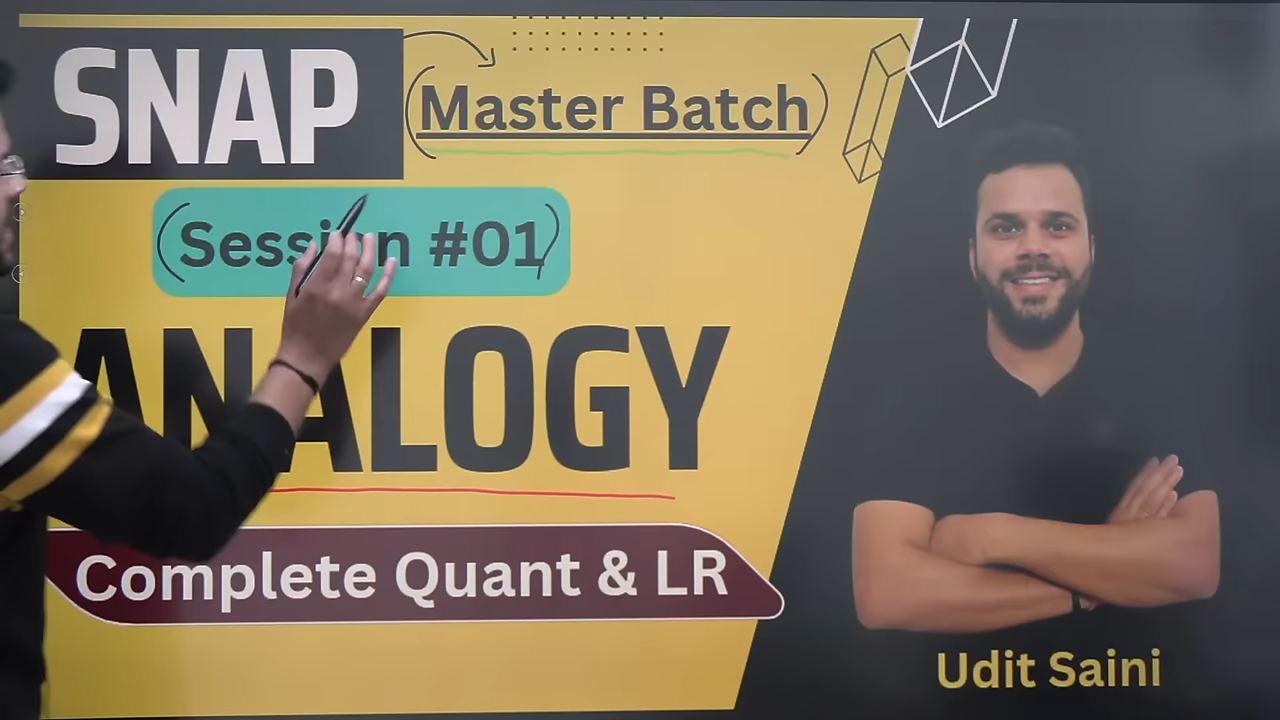 SNAP
(Master Batch)
(Session #01)
ANALOGY
Complete Quant & LR
Udit Saini